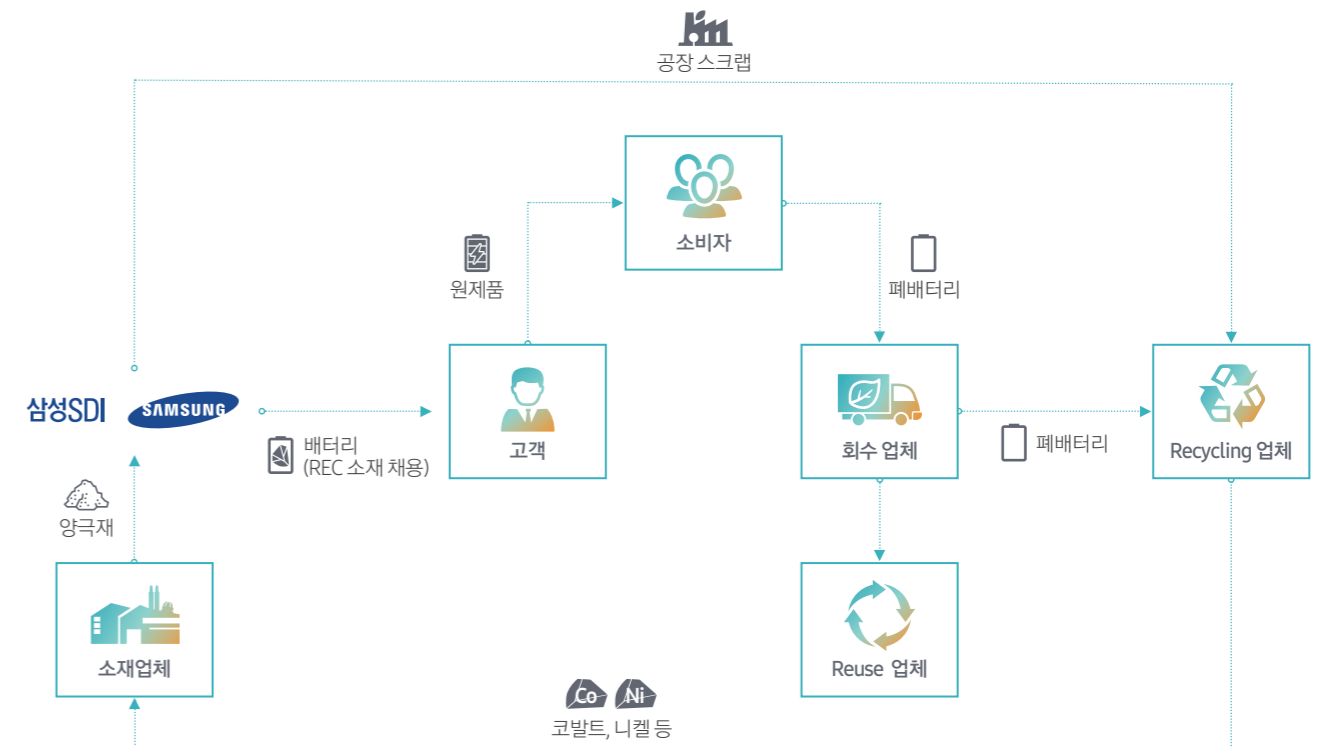 공장 스크랩
소비자
원제품
폐배터리
삼성SDI
SAMSUNG
배터리
(REC 소재 채용)
고객
회수 업체
폐배터리
Recycling 업체
양극재
소재업체
Reuse 업체
Co
Ni
코발트, 니켈 등